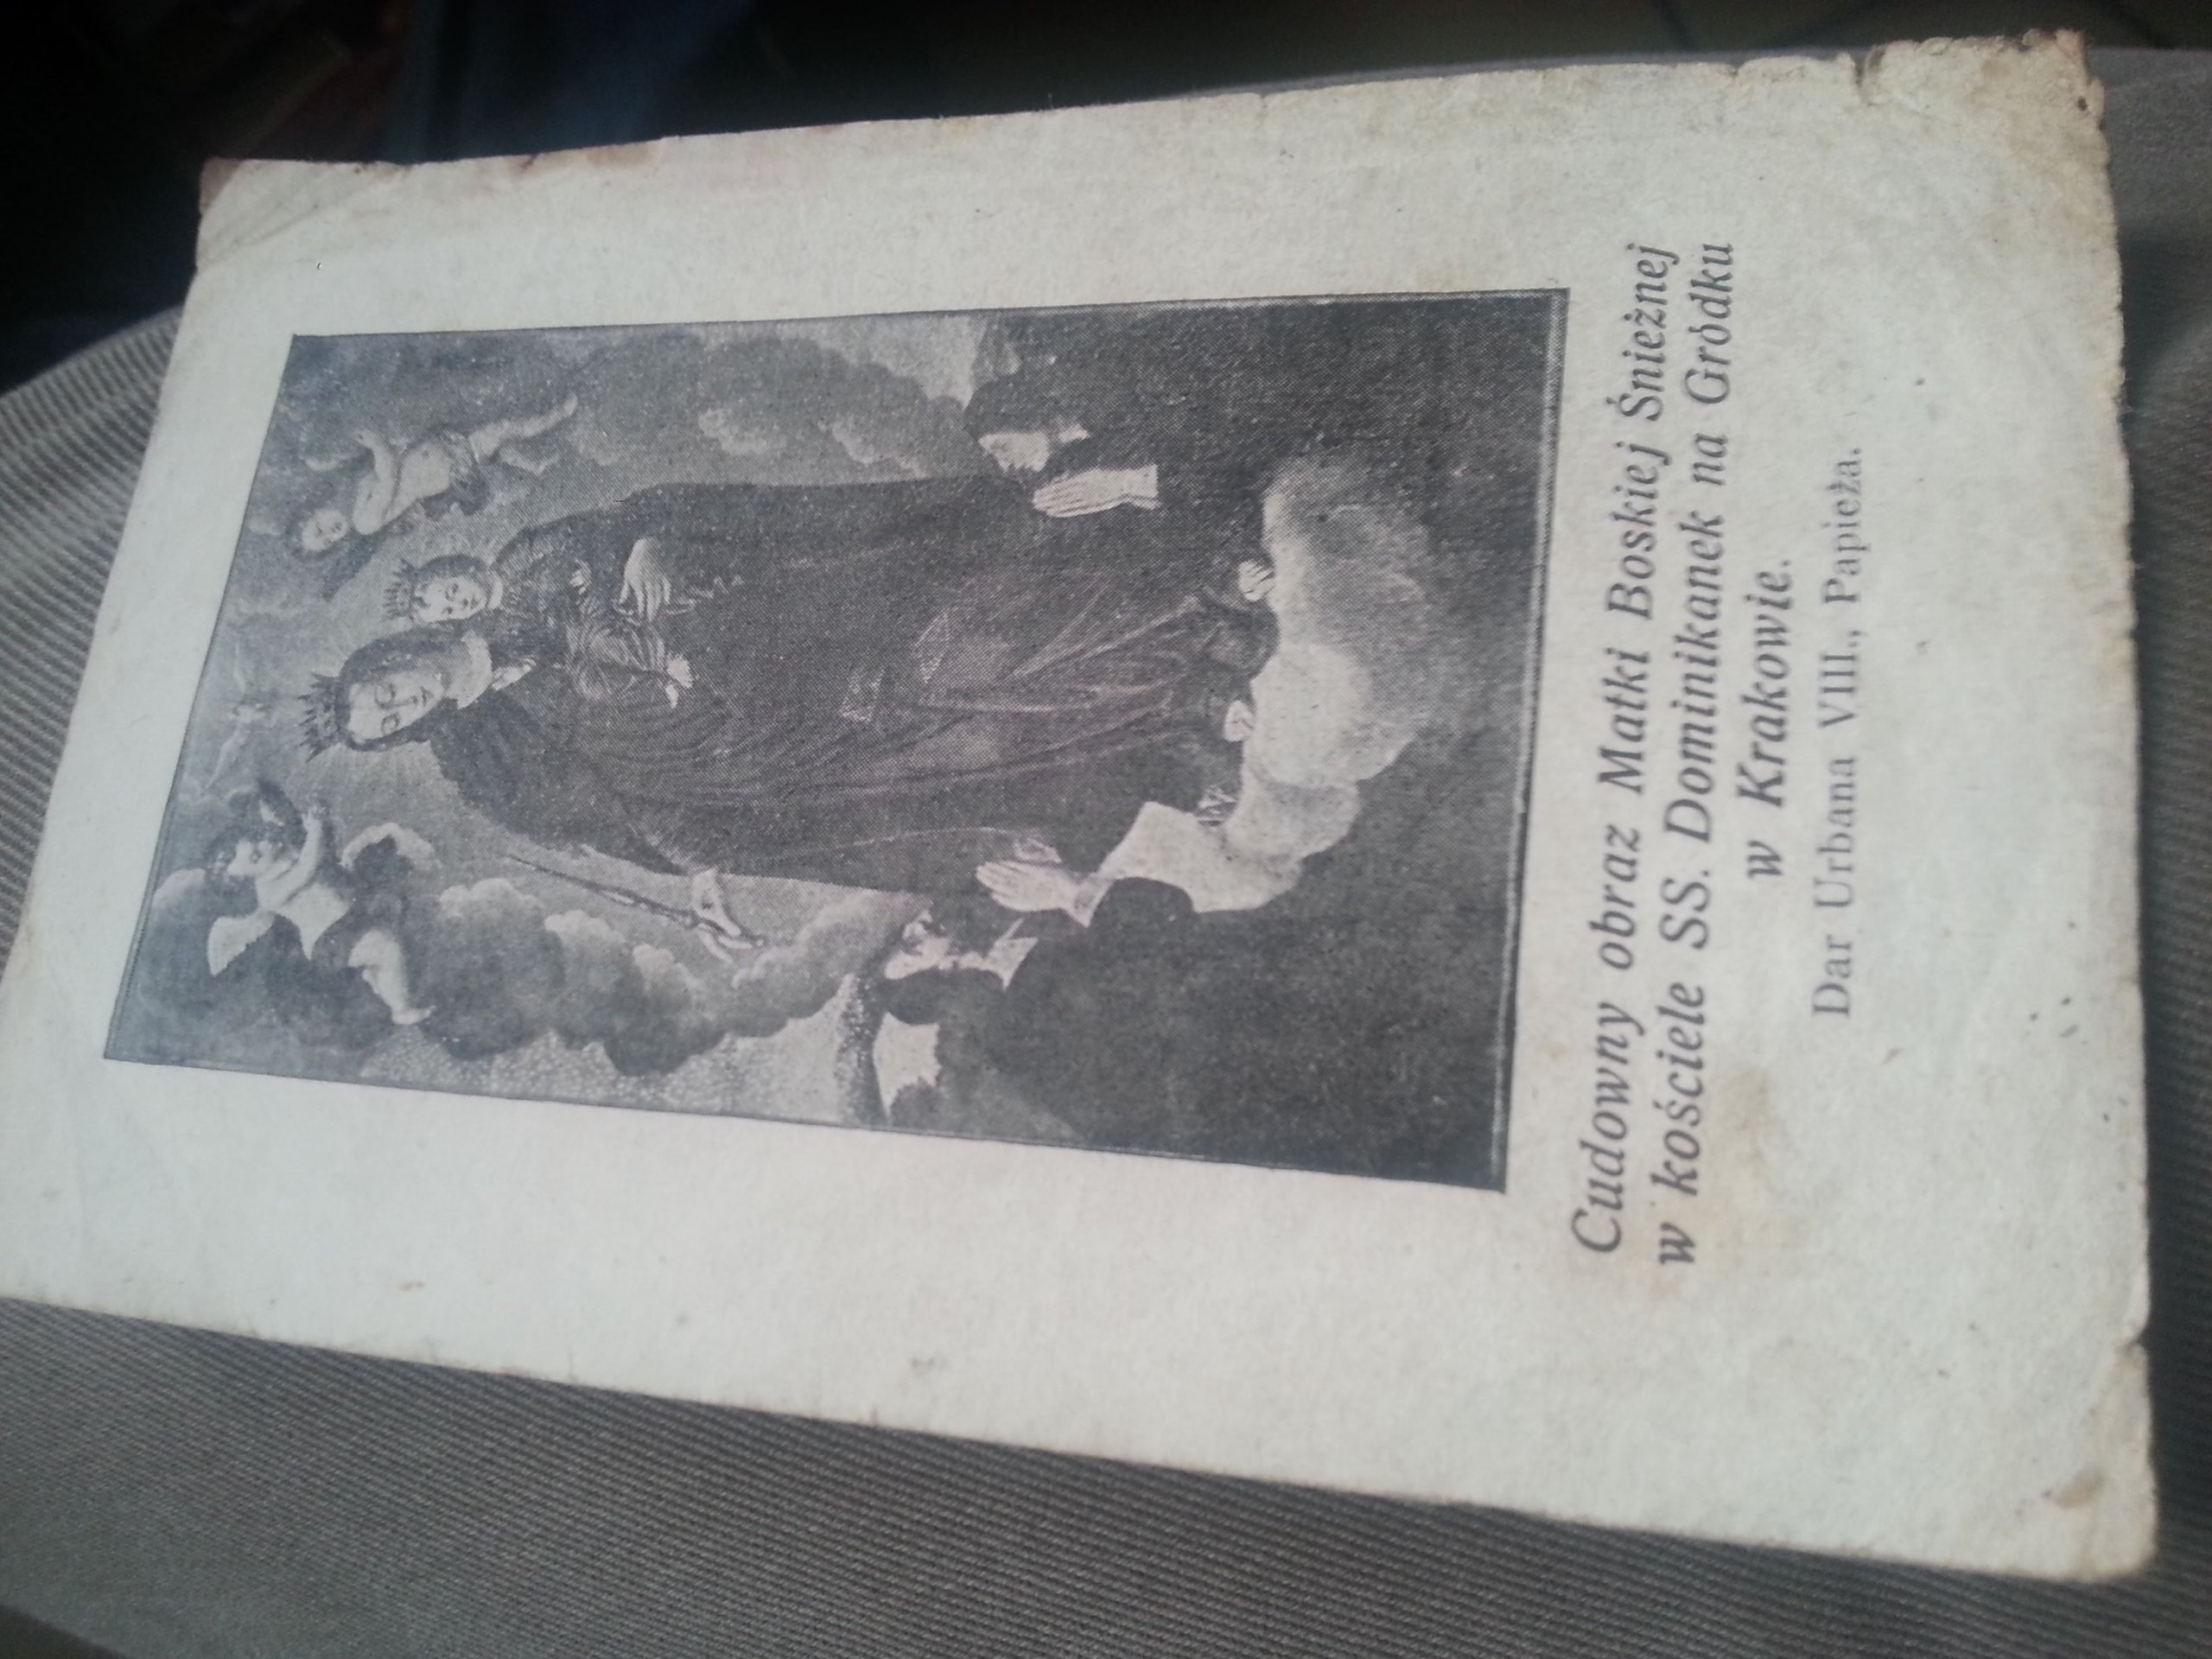 Cudowny obraz Matki Boskiej Śnieżnej
w kościele SS. Dominikanek na Gródku
w Krakowie.
Dar Urbana VIII., Papieża.